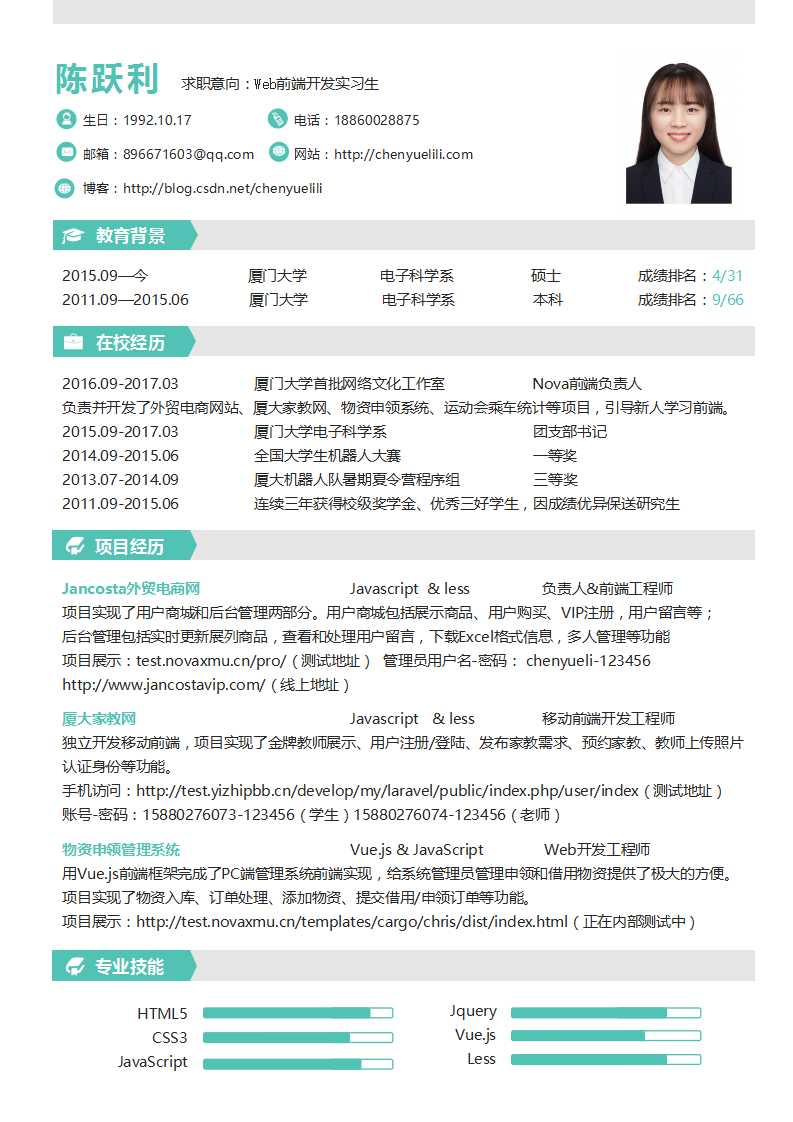 陈跃利 求职意向：Web前端开发实习生
生日：1992.10.17 电话：18860028875
邮箱：896671603@qq.com 网站：http://chenyuelili.com
博客：http://blog.csdn.net/chenyuelili
教育背景
2015.09—今 厦门大学 电子科学系 硕士 成绩排名：4/31
2011.09—2015.06 厦门大学 电子科学系 本科 成绩排名：9/66
在校经历
2016.09-2017.03 厦门大学首批网络文化工作室 Nova前端负责人
负责并开发了外贸电商网站、厦大家教网、物资申领系统、运动会乘车统计等项目，引导新人学习前端。
2015.09-2017.03 厦门大学电子科学系 团支部书记
2014.09-2015.06 全国大学生机器人大赛 一等奖
2013.07-2014.09 厦大机器人队暑期夏令营程序组 三等奖
2011.09-2015.06 连续三年获得校级奖学金、优秀三好学生，因成绩优异保送研究生
项目经历
Jancosta外贸电商网 Javascript & less 负责人&前端工程师
项目实现了用户商城和后台管理两部分。用户商城包括展示商品、用户购买、VIP注册，用户留言等；
后台管理包括实时更新展列商品，查看和处理用户留言，下载Excel格式信息，多人管理等功能
项目展示：test.novaxmu.cn/pro/（测试地址） 管理员用户名-密码： chenyueli-123456
http://www.jancostavip.com/（线上地址）
厦大家教网 Javascript & less 移动前端开发工程师
独立开发移动前端，项目实现了金牌教师展示、用户注册/登陆、发布家教需求、预约家教、教师上传照片
认证身份等功能。
手机访问：http://test.yizhipbb.cn/develop/my/laravel/public/index.php/user/index（测试地址）
账号-密码：15880276073-123456（学生）15880276074-123456（老师）
物资申领管理系统 Vue.js & JavaScript Web开发工程师
用Vue.js前端框架完成了PC端管理系统前端实现，给系统管理员管理申领和借用物资提供了极大的方便。
项目实现了物资入库、订单处理、添加物资、提交借用/申领订单等功能。
项目展示：http://test.novaxmu.cn/templates/cargo/chris/dist/index.html（正在内部测试中）
专业技能
HTML5 Jquery
CSS3 Vue.js
JavaScript Less